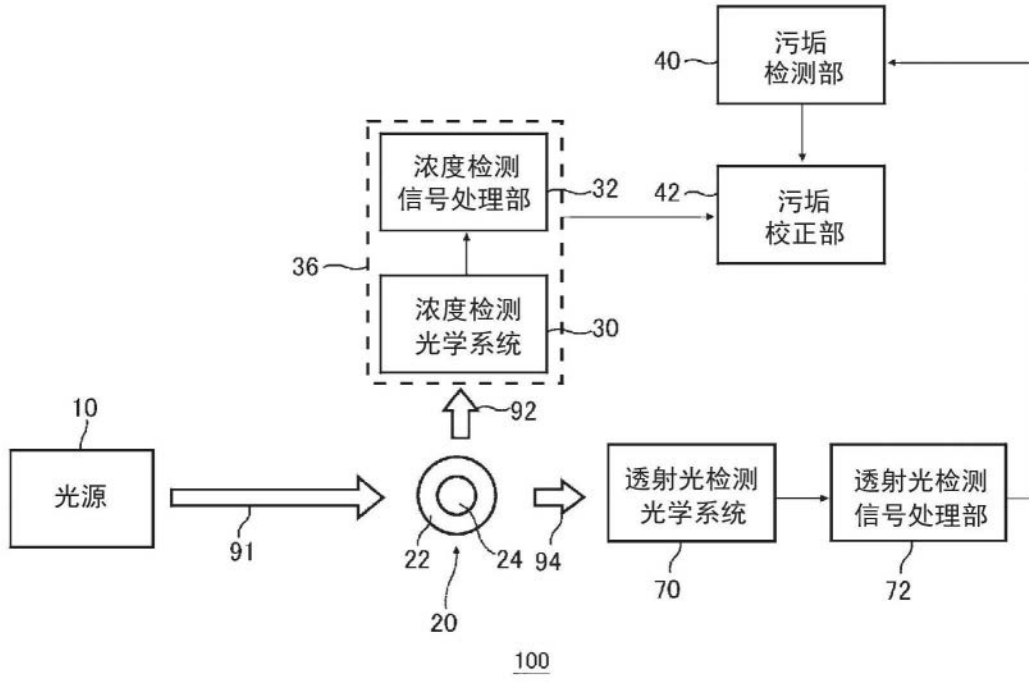 40
污垢
检测部
浓度检测
信号处理部
32
42
污垢
校正部
36
浓度检测
光学系统
30
10
92
光源
透射光检测
光学系统
透射光检测
信号处理部
91
22
24
94
70
72
20
100